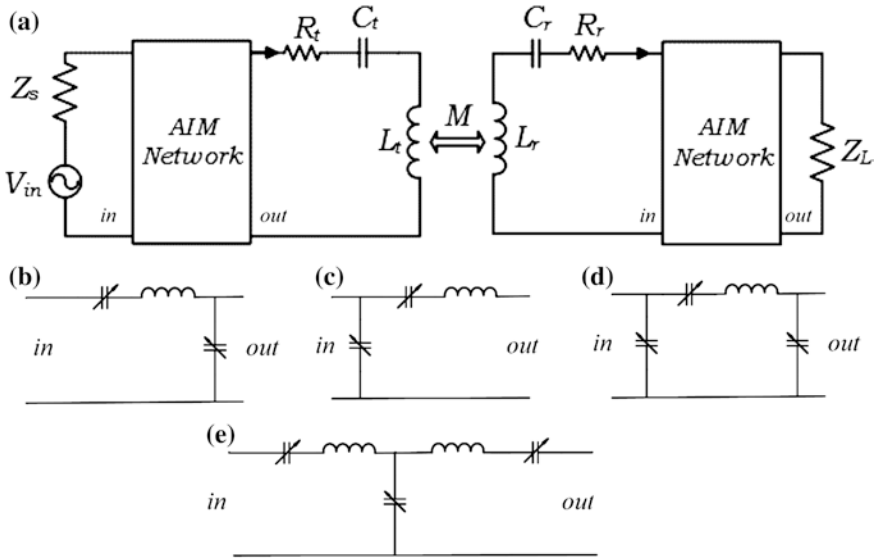 (a)
R_t
C_t
C_r
R_r
Z_s
AIM
Network
M
L_t
L_r
AIM
Network
Z_L
V_in
in
out
in
out
(b)
(c)
(d)
in
out
in
out
in
out
(e)
in
out